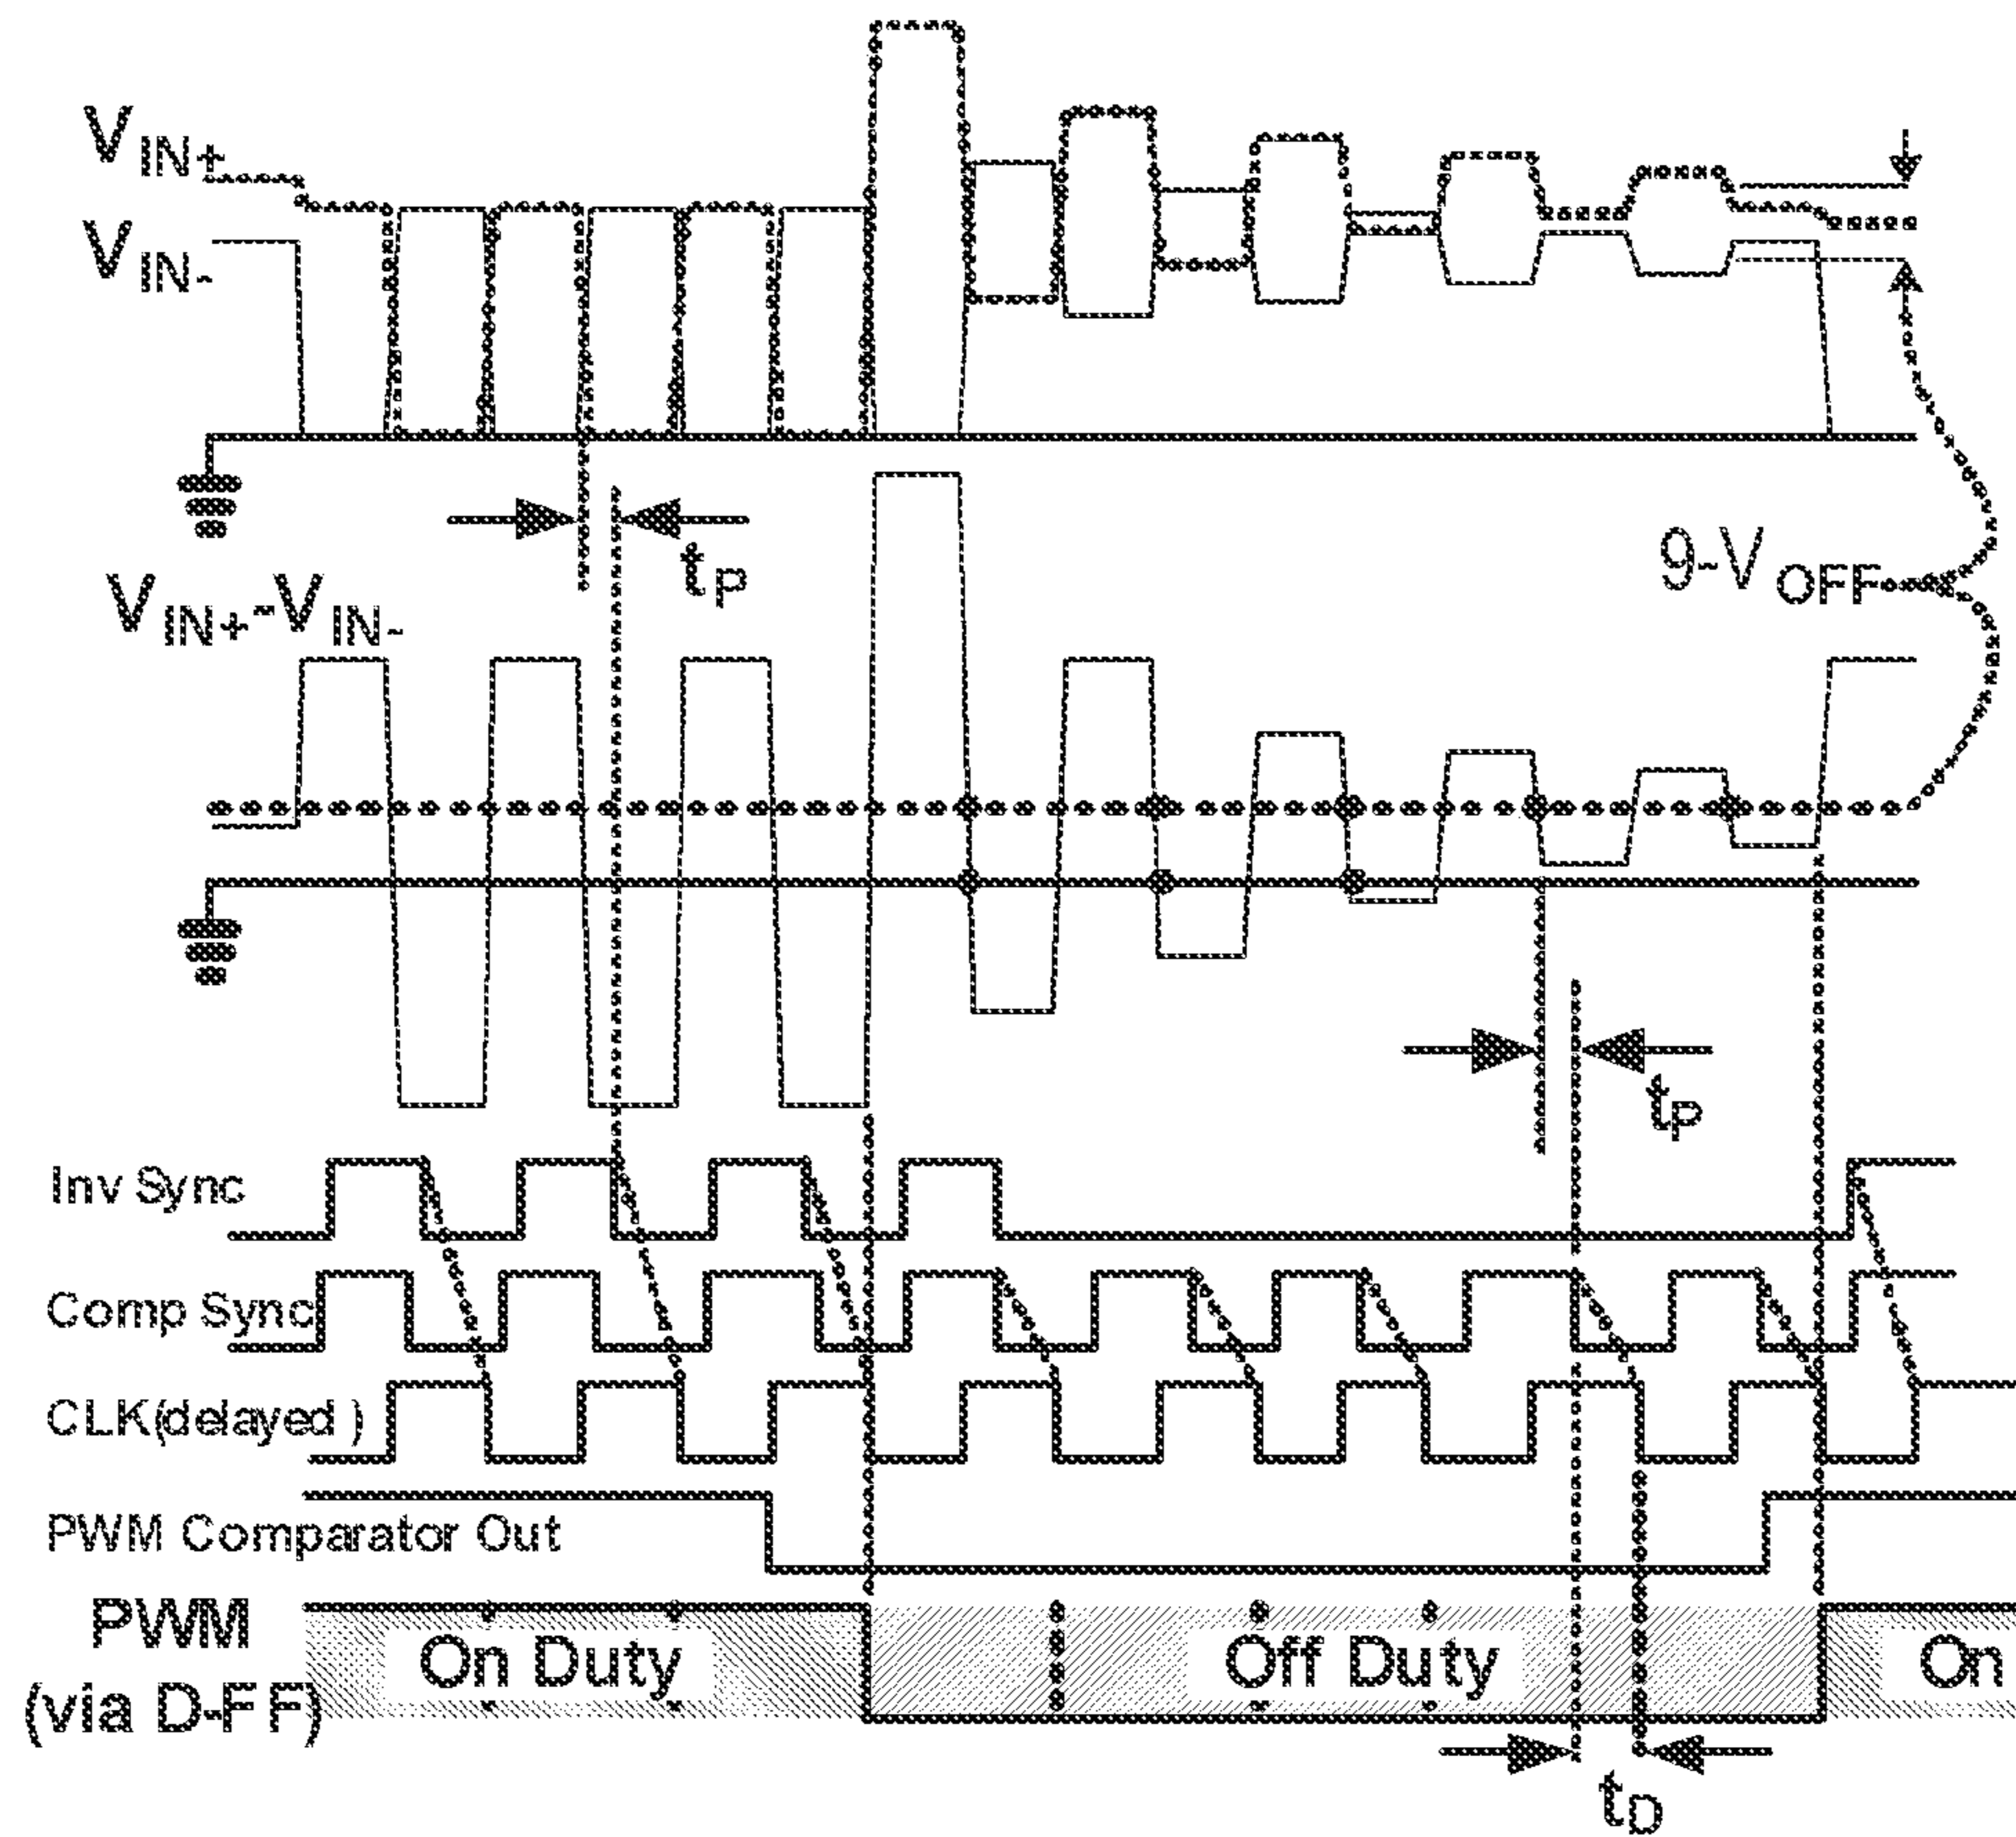 VIN+
VIN-
tP
9-VOFF
VIN+-VIN-
tP
Inv Sync
Comp Sync
CLK(delayed)
PWM Comparator Out
PWM
(via D-FF)
On Duty
Off Duty
On
tD